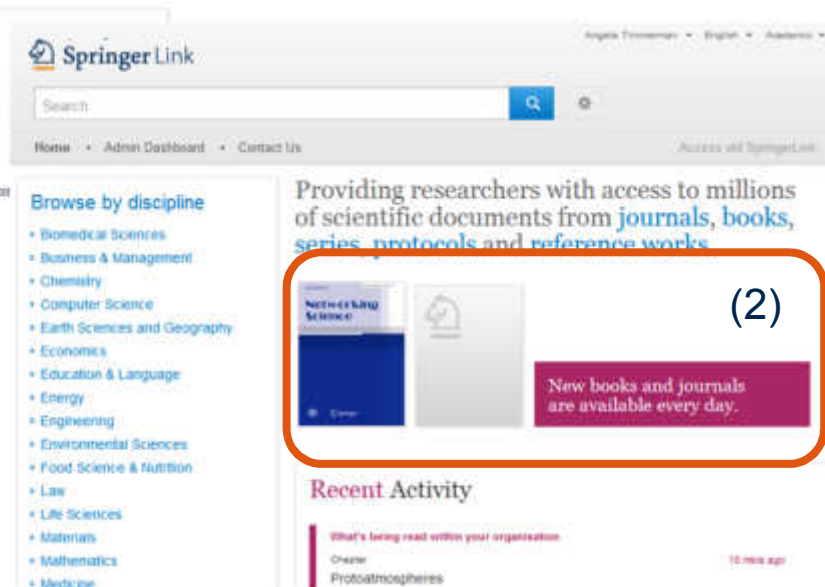 Angela Timmerman English Academic
Springer Link
Search
Home • Admin Dashboard • Contact Us
Access old SpringerLink
Browse by discipline
Biomedical Sciences
Business & Management
Chemistry
Computer Science
Earth Sciences and Geography
Economics
Education & Language
Energy
Engineering
Environmental Sciences
Food Science & Nutrition
Law
Life Sciences
Materials
Mathematics
Medicine
Providing researchers with access to millions
of scientific documents from journals, books,
series, protocols and reference works
Networking
Science
(2)
New books and journals
are available every day.
Recent Activity
What's being read within your organisation
Chapter
10 mins ago
Protoatmospheres